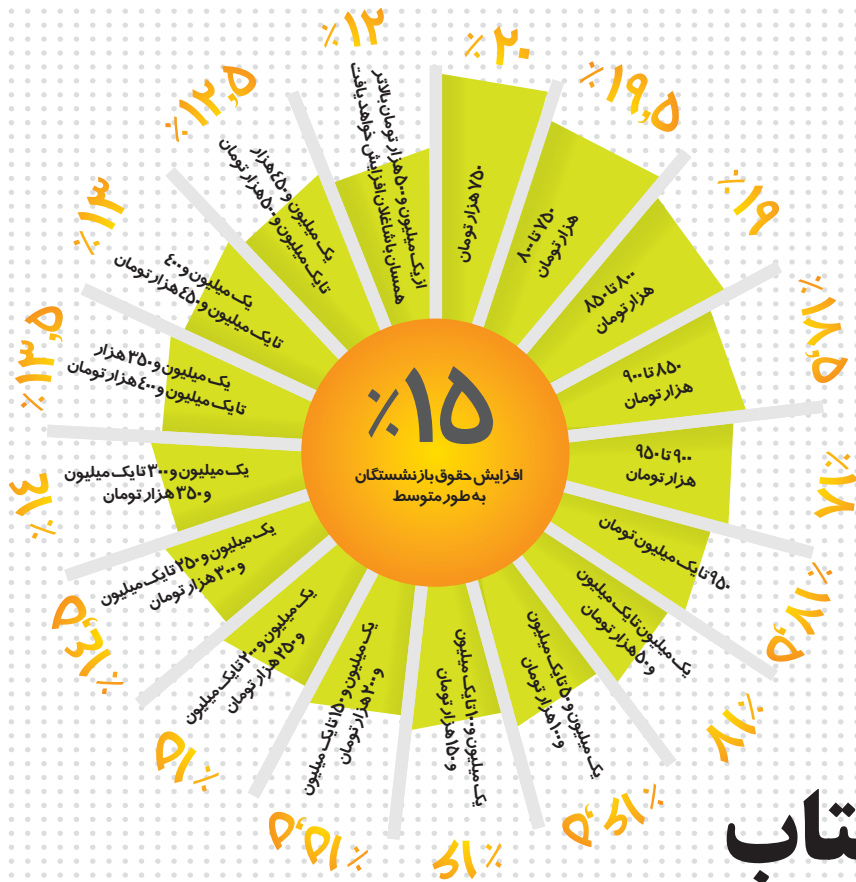 ٪۱۵
افزایش حقوق بازنشستگان
به طور متوسط
٪۲۰
۷۵۰ هزار تومان
٪۱۹,۵
۷۵۰ تا ۸۰۰
هزار تومان
٪۱۹
۸۰۰ تا ۸۵۰
هزار تومان
٪۱۸,۵
۸۵۰ تا ۹۰۰
هزار تومان
٪۱۸
۹۰۰ تا ۹۵۰
هزار تومان
٪۱۷,۵
۹۵۰ تا یک میلیون تومان
٪۱۷
یک میلیون تا یک میلیون
و ۵۰ هزار تومان
٪۱۶,۵
یک میلیون و ۵۰ تا یک میلیون
و ۱۰۰ هزار تومان
٪۱۶
یک میلیون و ۱۰۰ تا یک میلیون
و ۱۵۰ هزار تومان
٪۱۵,۵
یک میلیون و ۱۵۰ تا یک میلیون
و ۲۰۰ هزار تومان
٪۱۵
یک میلیون و ۲۰۰ تا یک میلیون
و ۲۵۰ هزار تومان
٪۱۴,۵
یک میلیون و ۲۵۰ تا یک میلیون
و ۳۰۰ هزار تومان
٪۱۴
یک میلیون و ۳۰۰ تا یک میلیون
و ۳۵۰ هزار تومان
٪۱۳,۵
یک میلیون و ۳۵۰ هزار
تا یک میلیون و ۴۰۰ هزار تومان
٪۱۳
یک میلیون و ۴۰۰
تا یک میلیون و ۴۵۰ هزار تومان
٪۱۲,۵
یک میلیون و ۴۵۰ هزار
تا یک میلیون و ۵۰۰ هزار تومان
٪۱۲
از یک میلیون و ۵۰۰ هزار تومان بالاتر
همسان با شاغلان افزایش خواهد یافت